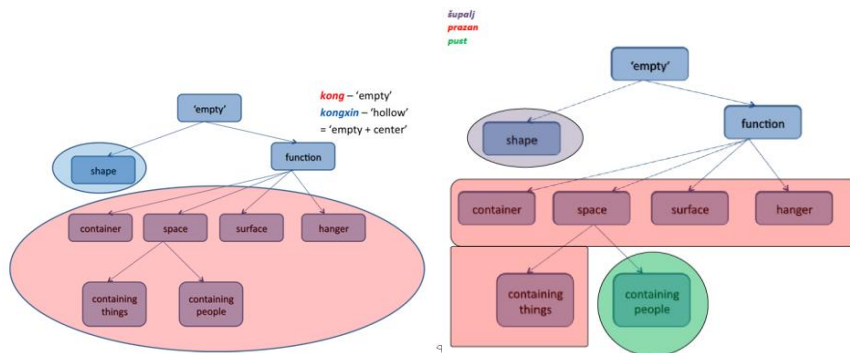 'empty'
kong – 'empty'
kongxin – 'hollow'
= 'empty + center'
shape
function
container
space
surface
hanger
containing
things
containing
people
šupalj
prazan
pust
'empty'
shape
function
container
space
surface
hanger
containing
things
containing
people